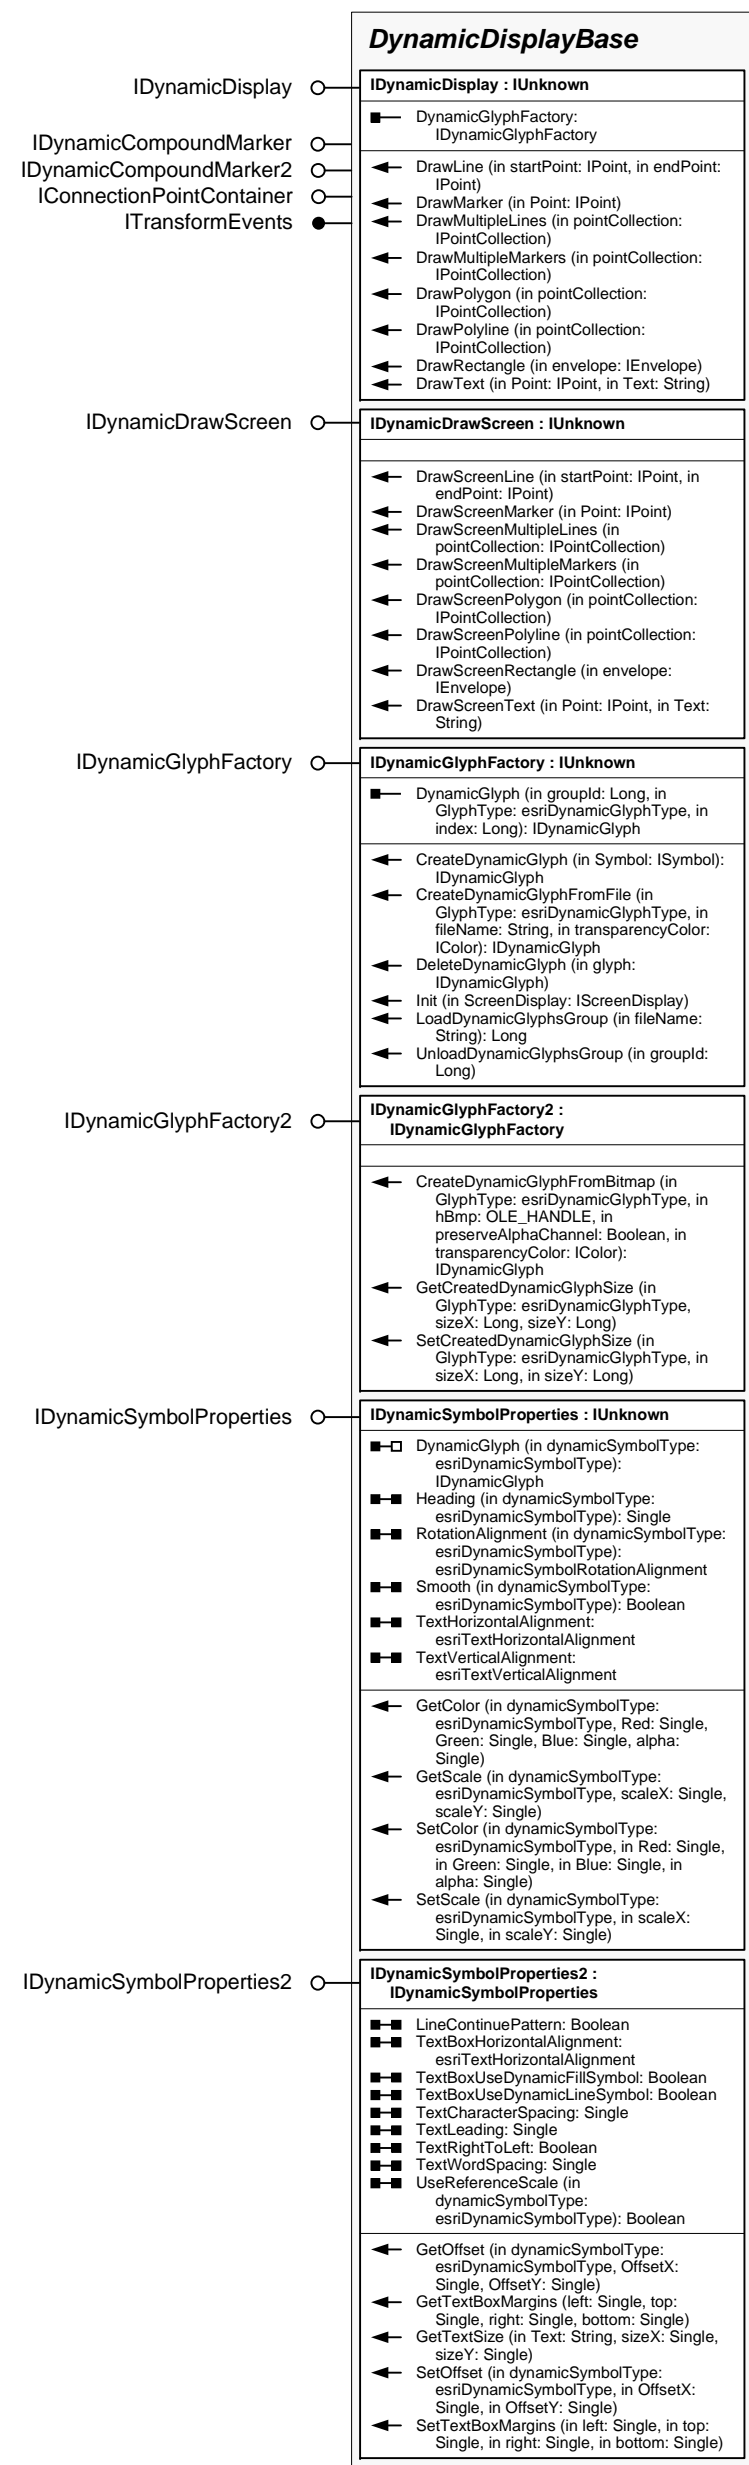 DynamicDisplayBase
IDynamicDisplay
IDynamicDisplay : IUnknown
DynamicGlyphFactory:
IDynamicGlyphFactory
IDynamicCompoundMarker
IDynamicCompoundMarker2
IConnectionPointContainer
ITransformEvents
DrawLine (in startPoint: IPoint, in endPoint:
IPoint)
DrawMarker (in Point: IPoint)
DrawMultipleLines (in pointCollection:
IPointCollection)
DrawMultipleMarkers (in pointCollection:
IPointCollection)
DrawPolygon (in pointCollection:
IPointCollection)
DrawPolyline (in pointCollection:
IPointCollection)
DrawRectangle (in envelope: IEnvelope)
DrawText (in Point: IPoint, in Text: String)
IDynamicDrawScreen
IDynamicDrawScreen : IUnknown
DrawScreenLine (in startPoint: IPoint, in
endPoint: IPoint)
DrawScreenMarker (in Point: IPoint)
DrawScreenMultipleLines (in
pointCollection: IPointCollection)
DrawScreenMultipleMarkers (in
pointCollection: IPointCollection)
DrawScreenPolygon (in pointCollection:
IPointCollection)
DrawScreenPolyline (in pointCollection:
IPointCollection)
DrawScreenRectangle (in envelope:
IEnvelope)
DrawScreenText (in Point: IPoint, in Text:
String)
IDynamicGlyphFactory
IDynamicGlyphFactory : IUnknown
DynamicGlyph (in groupId: Long, in
GlyphType: esriDynamicGlyphType, in
index: Long): IDynamicGlyph
CreateDynamicGlyph (in Symbol: ISymbol):
IDynamicGlyph
CreateDynamicGlyphFromFile (in
GlyphType: esriDynamicGlyphType, in
fileName: String, in transparencyColor:
IColor): IDynamicGlyph
DeleteDynamicGlyph (in glyph:
IDynamicGlyph)
Init (in ScreenDisplay: IScreenDisplay)
LoadDynamicGlyphsGroup (in fileName:
String): Long
UnloadDynamicGlyphsGroup (in groupId:
Long)
IDynamicGlyphFactory2
IDynamicGlyphFactory2 :
IDynamicGlyphFactory
CreateDynamicGlyphFromBitmap (in
GlyphType: esriDynamicGlyphType, in
hBmp: OLE_HANDLE, in
preserveAlphaChannel: Boolean, in
transparencyColor: IColor):
IDynamicGlyph
GetCreatedDynamicGlyphSize (in
GlyphType: esriDynamicGlyphType,
sizeX: Long, sizeY: Long)
SetCreatedDynamicGlyphSize (in
GlyphType: esriDynamicGlyphType, in
sizeX: Long, in sizeY: Long)
IDynamicSymbolProperties
IDynamicSymbolProperties : IUnknown
DynamicGlyph (in dynamicSymbolType:
esriDynamicSymbolType):
IDynamicGlyph
Heading (in dynamicSymbolType:
esriDynamicSymbolType): Single
RotationAlignment (in dynamicSymbolType:
esriDynamicSymbolType):
esriDynamicSymbolRotationAlignment
Smooth (in dynamicSymbolType:
esriDynamicSymbolType): Boolean
TextHorizontalAlignment:
esriTextHorizontalAlignment
TextVerticalAlignment:
esriTextVerticalAlignment
GetColor (in dynamicSymbolType:
esriDynamicSymbolType, Red: Single,
Green: Single, Blue: Single, alpha:
Single)
GetScale (in dynamicSymbolType:
esriDynamicSymbolType, scaleX: Single,
scaleY: Single)
SetColor (in dynamicSymbolType:
esriDynamicSymbolType, in Red: Single,
in Green: Single, in Blue: Single, in
alpha: Single)
SetScale (in dynamicSymbolType:
esriDynamicSymbolType, in scaleX:
Single, in scaleY: Single)
IDynamicSymbolProperties2
IDynamicSymbolProperties2 :
IDynamicSymbolProperties
LineContinuePattern: Boolean
TextBoxHorizontalAlignment:
esriTextHorizontalAlignment
TextBoxUseDynamicFillSymbol: Boolean
TextBoxUseDynamicLineSymbol: Boolean
TextCharacterSpacing: Single
TextLeading: Single
TextRightToLeft: Boolean
TextWordSpacing: Single
UseReferenceScale (in
dynamicSymbolType:
esriDynamicSymbolType): Boolean
GetOffset (in dynamicSymbolType:
esriDynamicSymbolType, OffsetX:
Single, OffsetY: Single)
GetTextBoxMargins (left: Single, top:
Single, right: Single, bottom: Single)
GetTextSize (in Text: String, sizeX: Single,
sizeY: Single)
SetOffset (in dynamicSymbolType:
esriDynamicSymbolType, in OffsetX:
Single, in OffsetY: Single)
SetTextBoxMargins (in left: Single, in top:
Single, in right: Single, in bottom: Single)